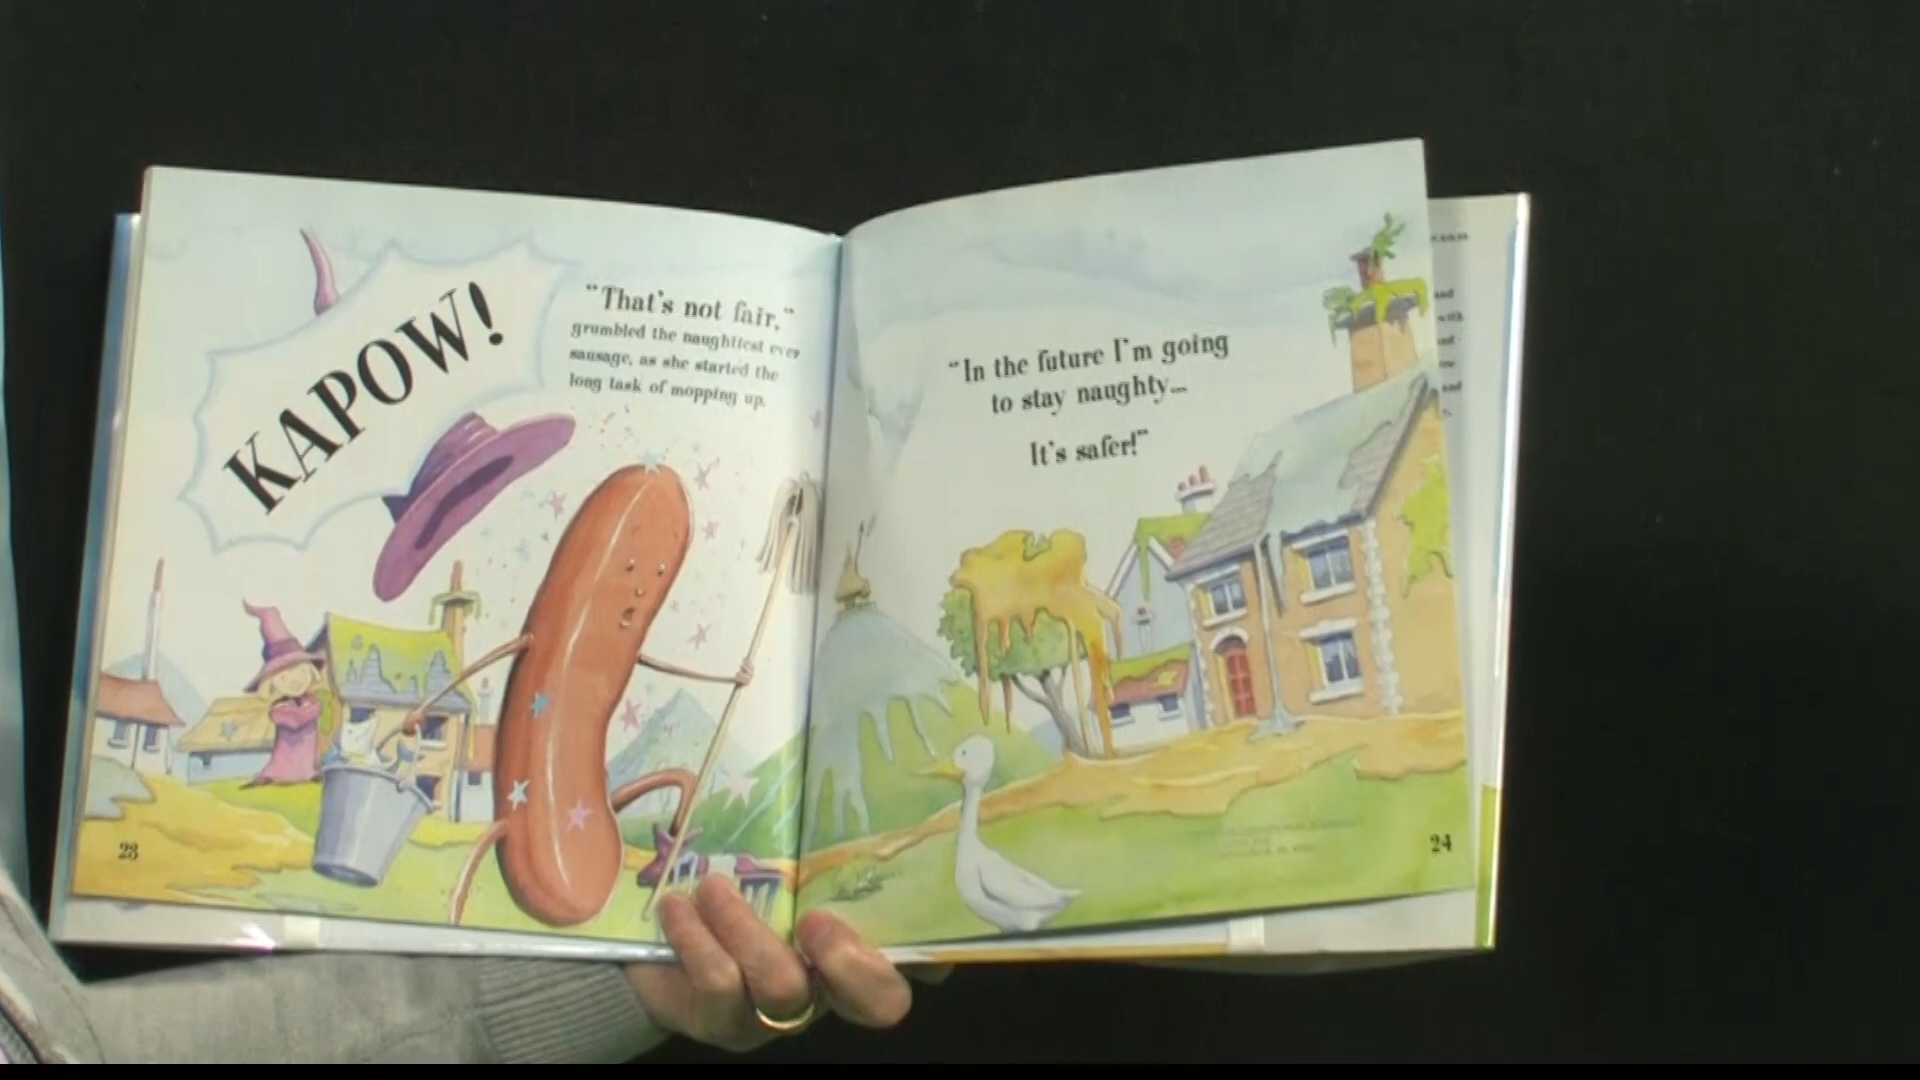 KAPOW!
“That's not fair,”
grumbled the naughtiest ever
sausage, as she started the
long task of mopping up.
23
“In the future I'm going
to stay naughty...
It's safer!”
24